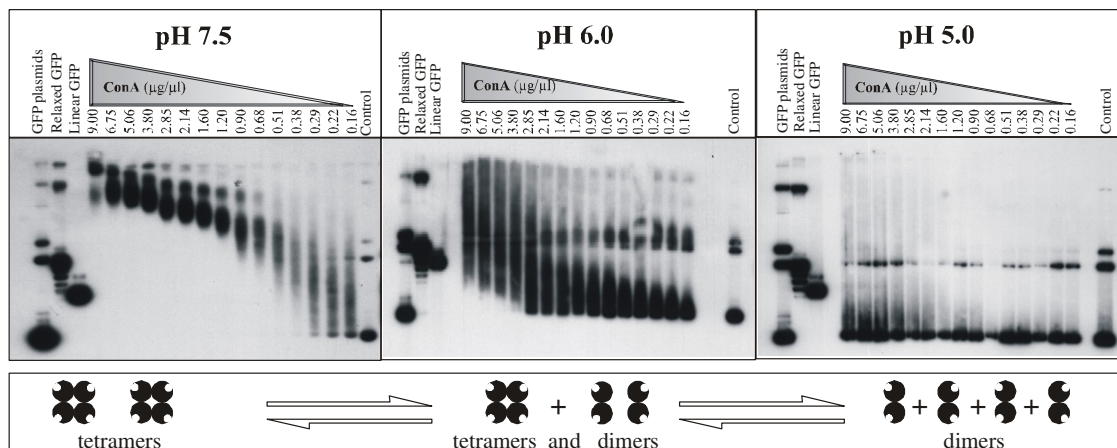 pH 7.5
GFP plasmids
Relaxed GFP
Linear GFP
ConA (µg/µl)
9.00
6.75
5.06
3.80
2.85
2.14
1.60
1.20
0.90
0.68
0.51
0.38
0.29
0.22
0.16
Control
pH 6.0
GFP plasmids
Relaxed GFP
Linear GFP
ConA (µg/µl)
9.00
6.75
5.06
3.80
2.85
2.14
1.60
1.20
0.90
0.68
0.51
0.38
0.29
0.22
0.16
Control
pH 5.0
GFP plasmids
Relaxed GFP
Linear GFP
ConA (µg/µl)
9.00
6.75
5.06
3.80
2.85
2.14
1.60
1.20
0.90
0.68
0.51
0.38
0.29
0.22
0.16
Control
+
+ + +
tetramers
tetramers and dimers
dimers